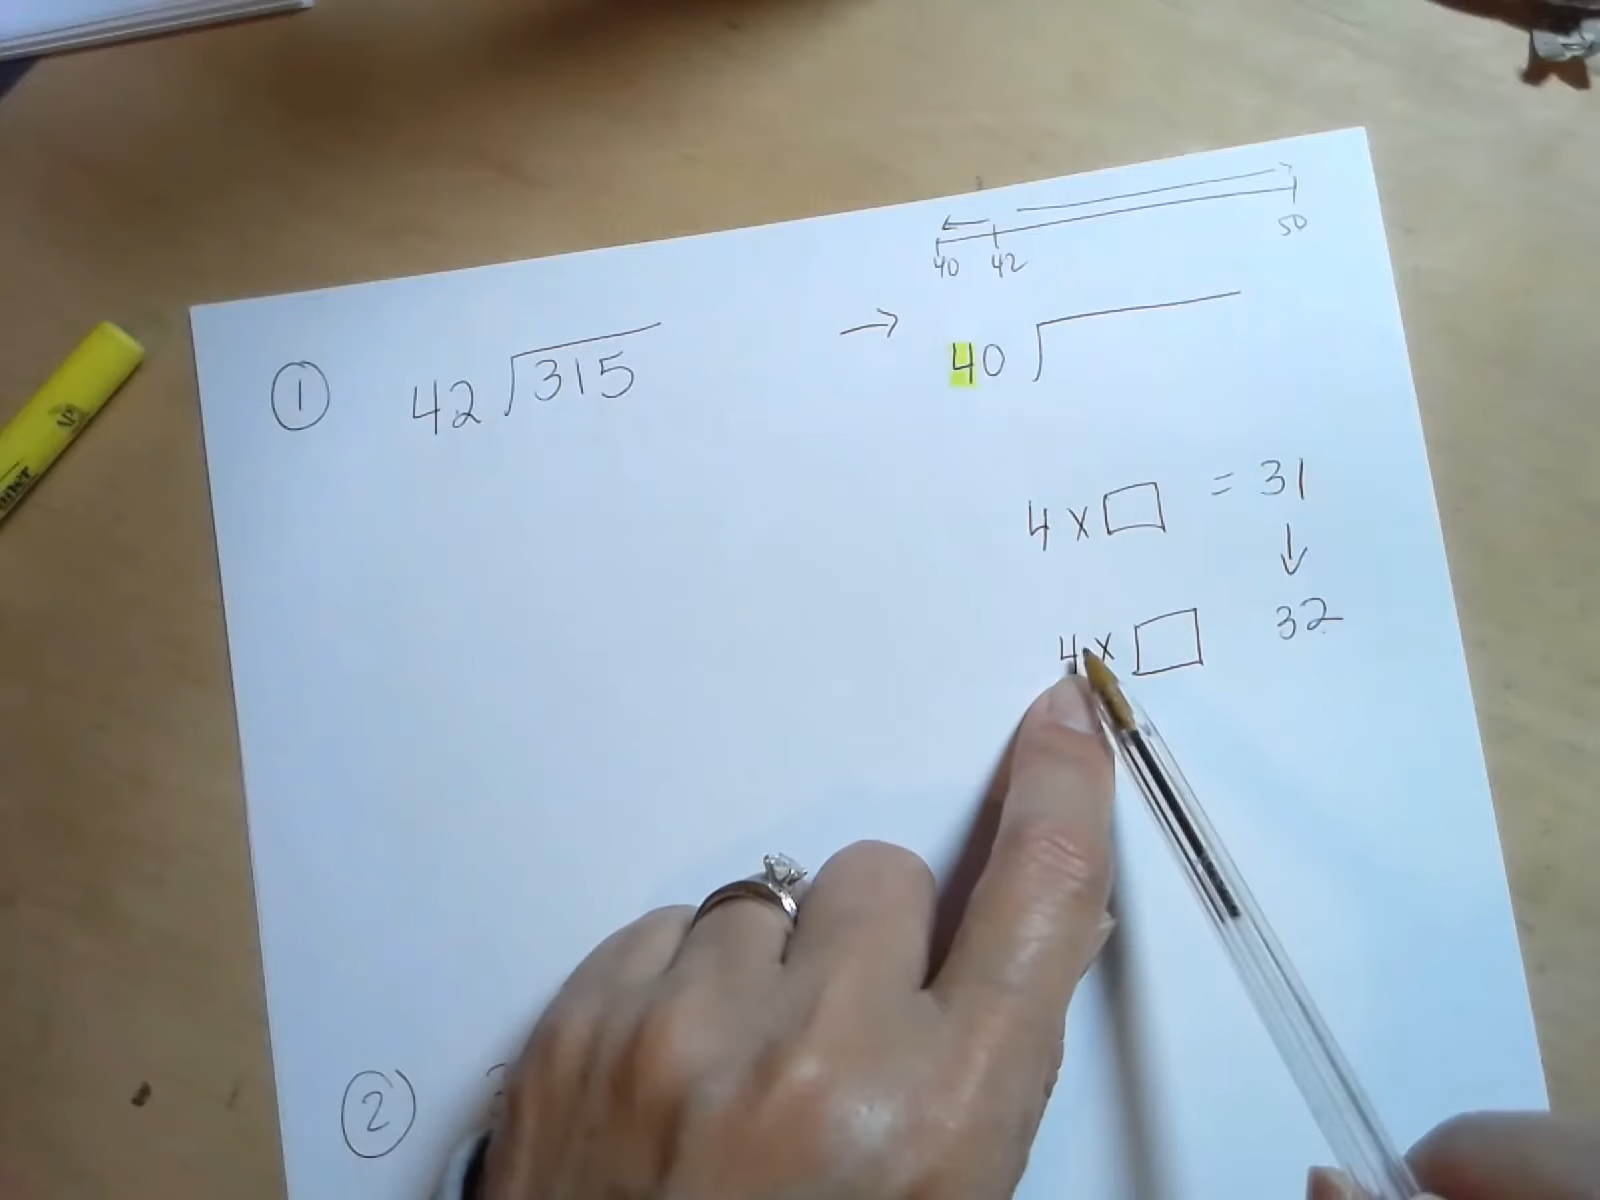 40 42 50
① 42 ⟌315 → 40 ⟌
4 x □ = 31
↓
4 x □ 32
②